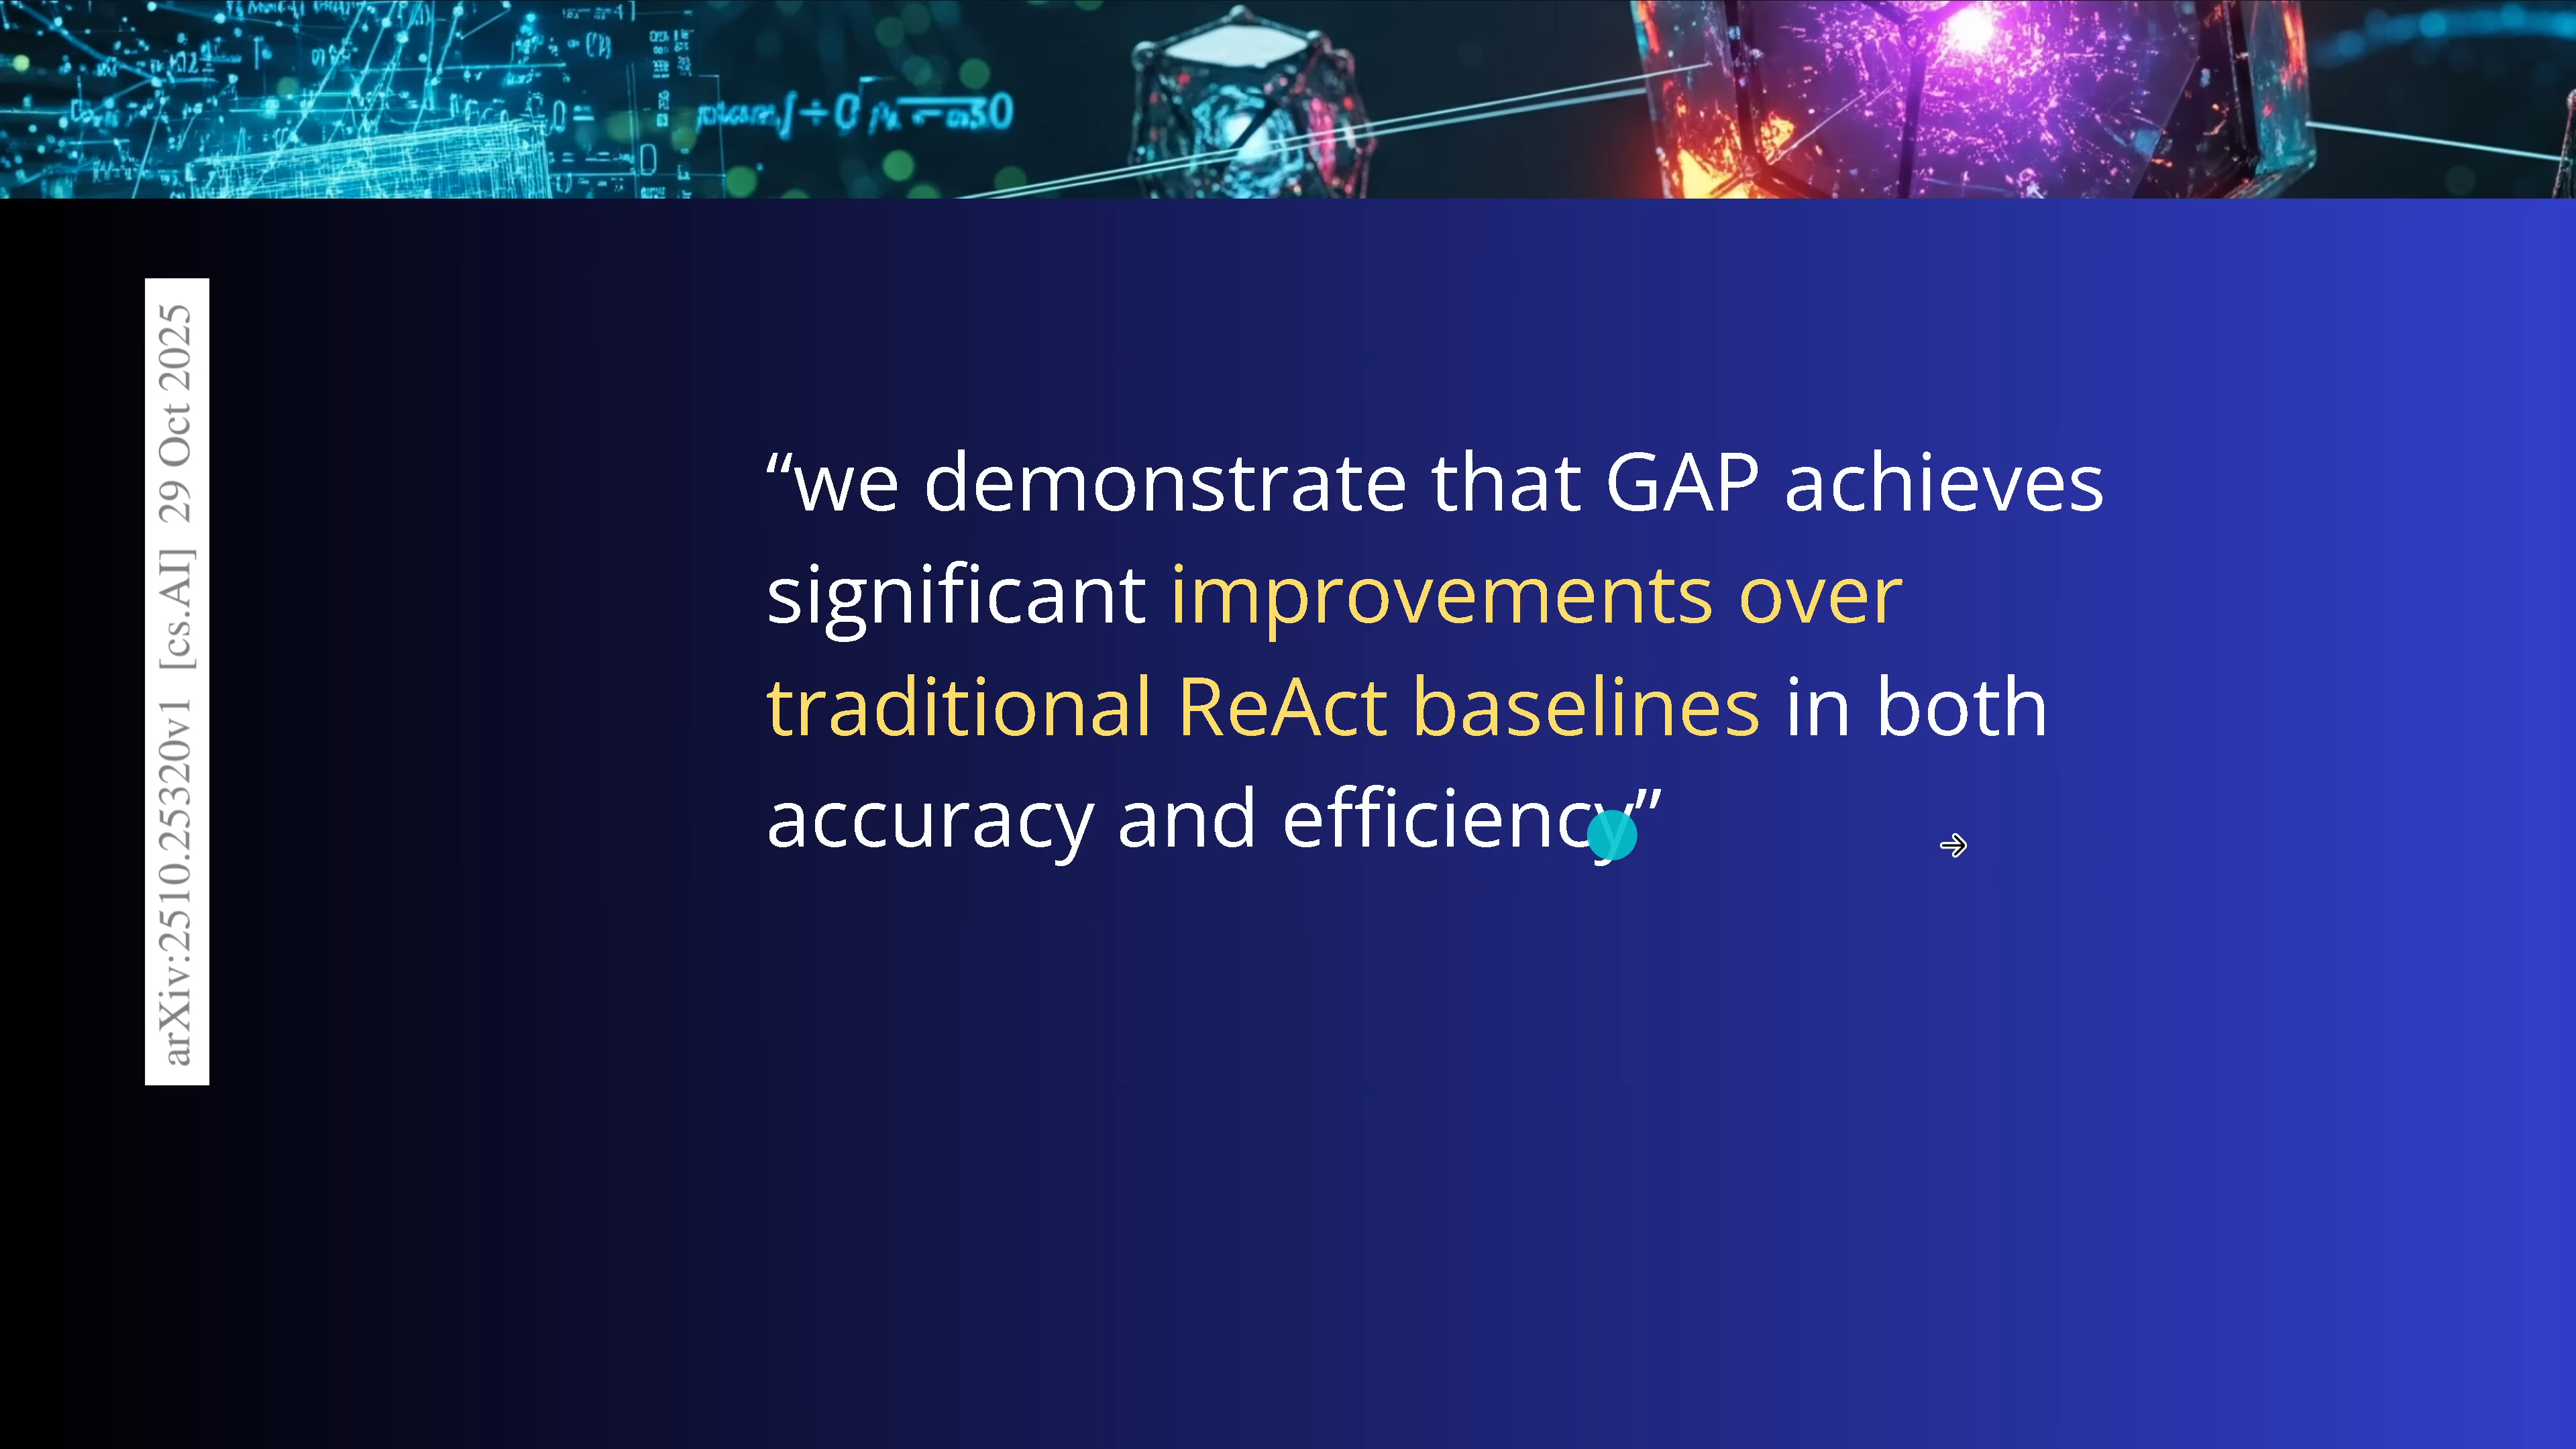 arXiv:2510.25320v1 [cs.AI] 29 Oct 2025
“we demonstrate that GAP achieves
significant improvements over
traditional ReAct baselines in both
accuracy and efficiency”